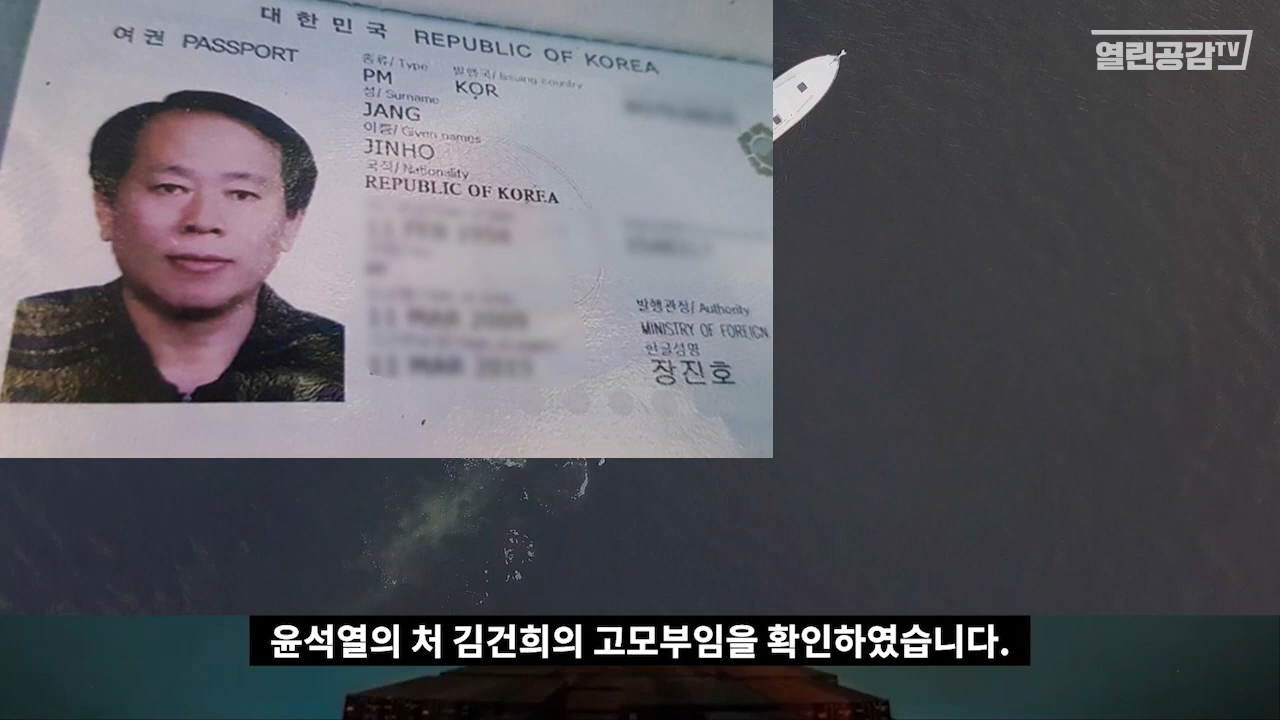 대한민국 REPUBLIC OF KOREA
여권 PASSPORT
종류/ Type
발행국/ Issuing country
PM
KOR
성/ Surname
JANG
이름/ Given names
JINHO
국적/ Nationality
REPUBLIC OF KOREA
발행관청/ Authority
MINISTRY OF FOREIGN
한글성명
장진호
열린공감TV
윤석열의 처 김건희의 고모부임을 확인하였습니다.